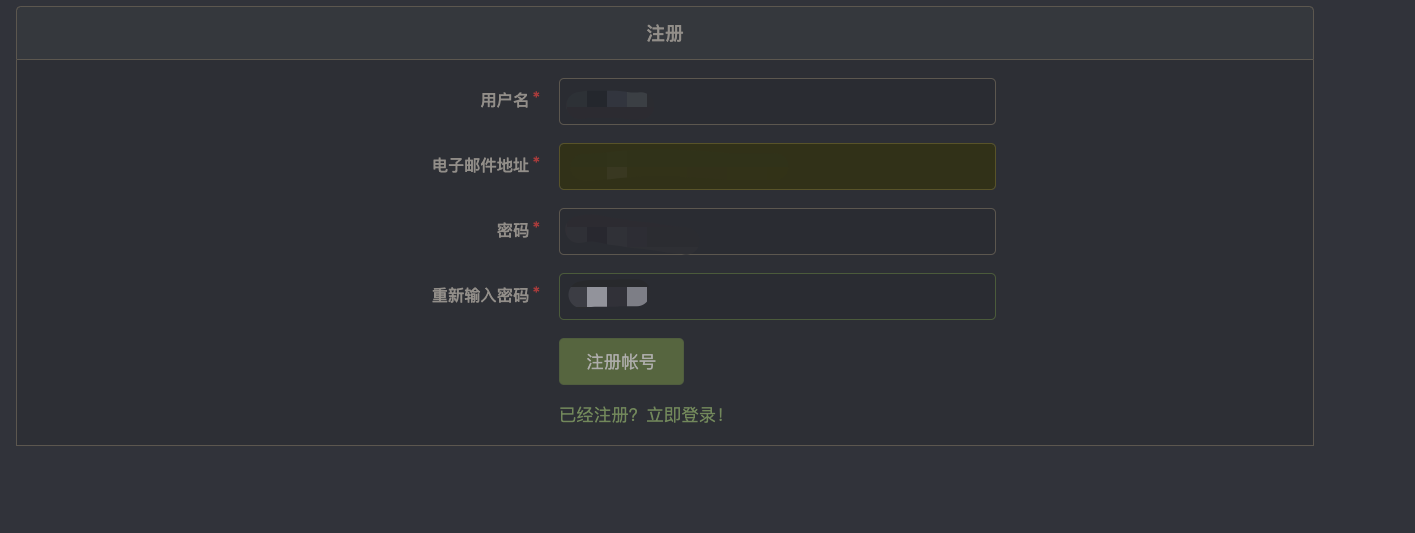 注册
用户名 *
电子邮件地址 *
密码 *
重新输入密码 *
注册帐号
已经注册？立即登录！